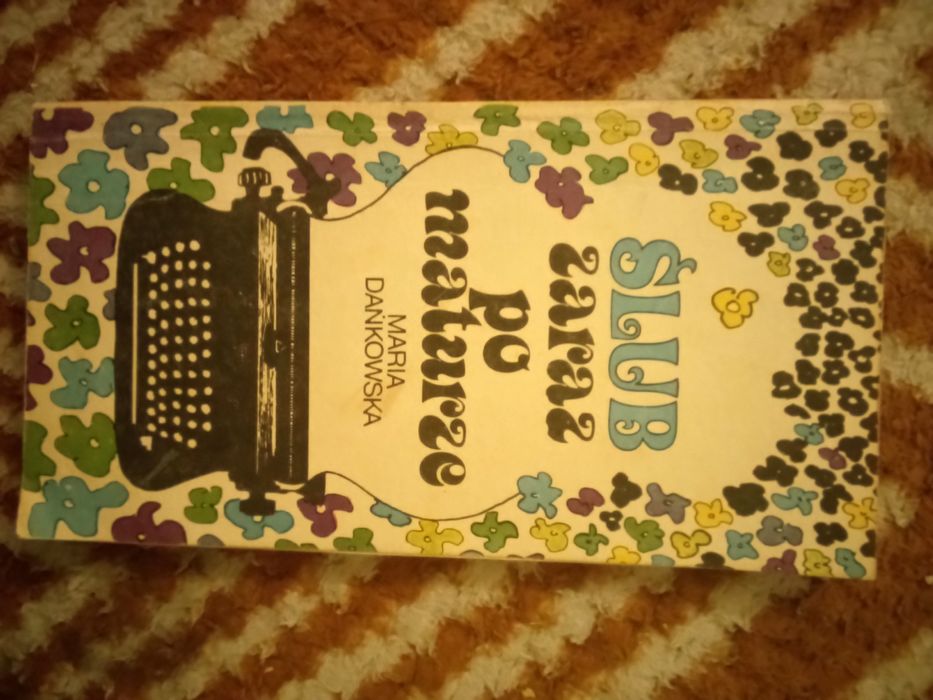 ŚLUB
zaraz
po
maturze
MARIA
DAŃKOWSKA